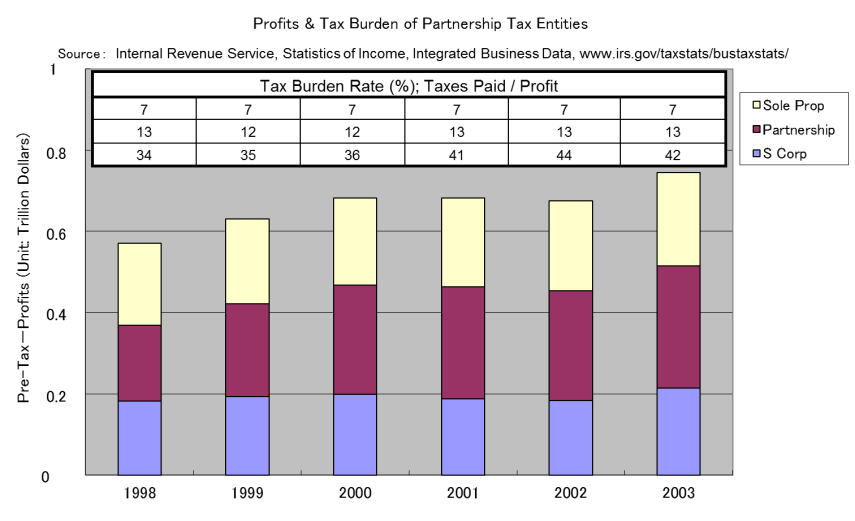 Profits & Tax Burden of Partnership Tax Entities
Source: Internal Revenue Service, Statistics of Income, Integrated Business Data, www.irs.gov/taxstats/bustaxstats/
Tax Burden Rate (%); Taxes Paid / Profit
7 7 7 7 7 7
13 12 12 13 13 13
34 35 36 41 44 42
Sole Prop
Partnership
S Corp
Pre-Tax-Profits (Unit: Trillion Dollars)
1
0.8
0.6
0.4
0.2
0
1998 1999 2000 2001 2002 2003